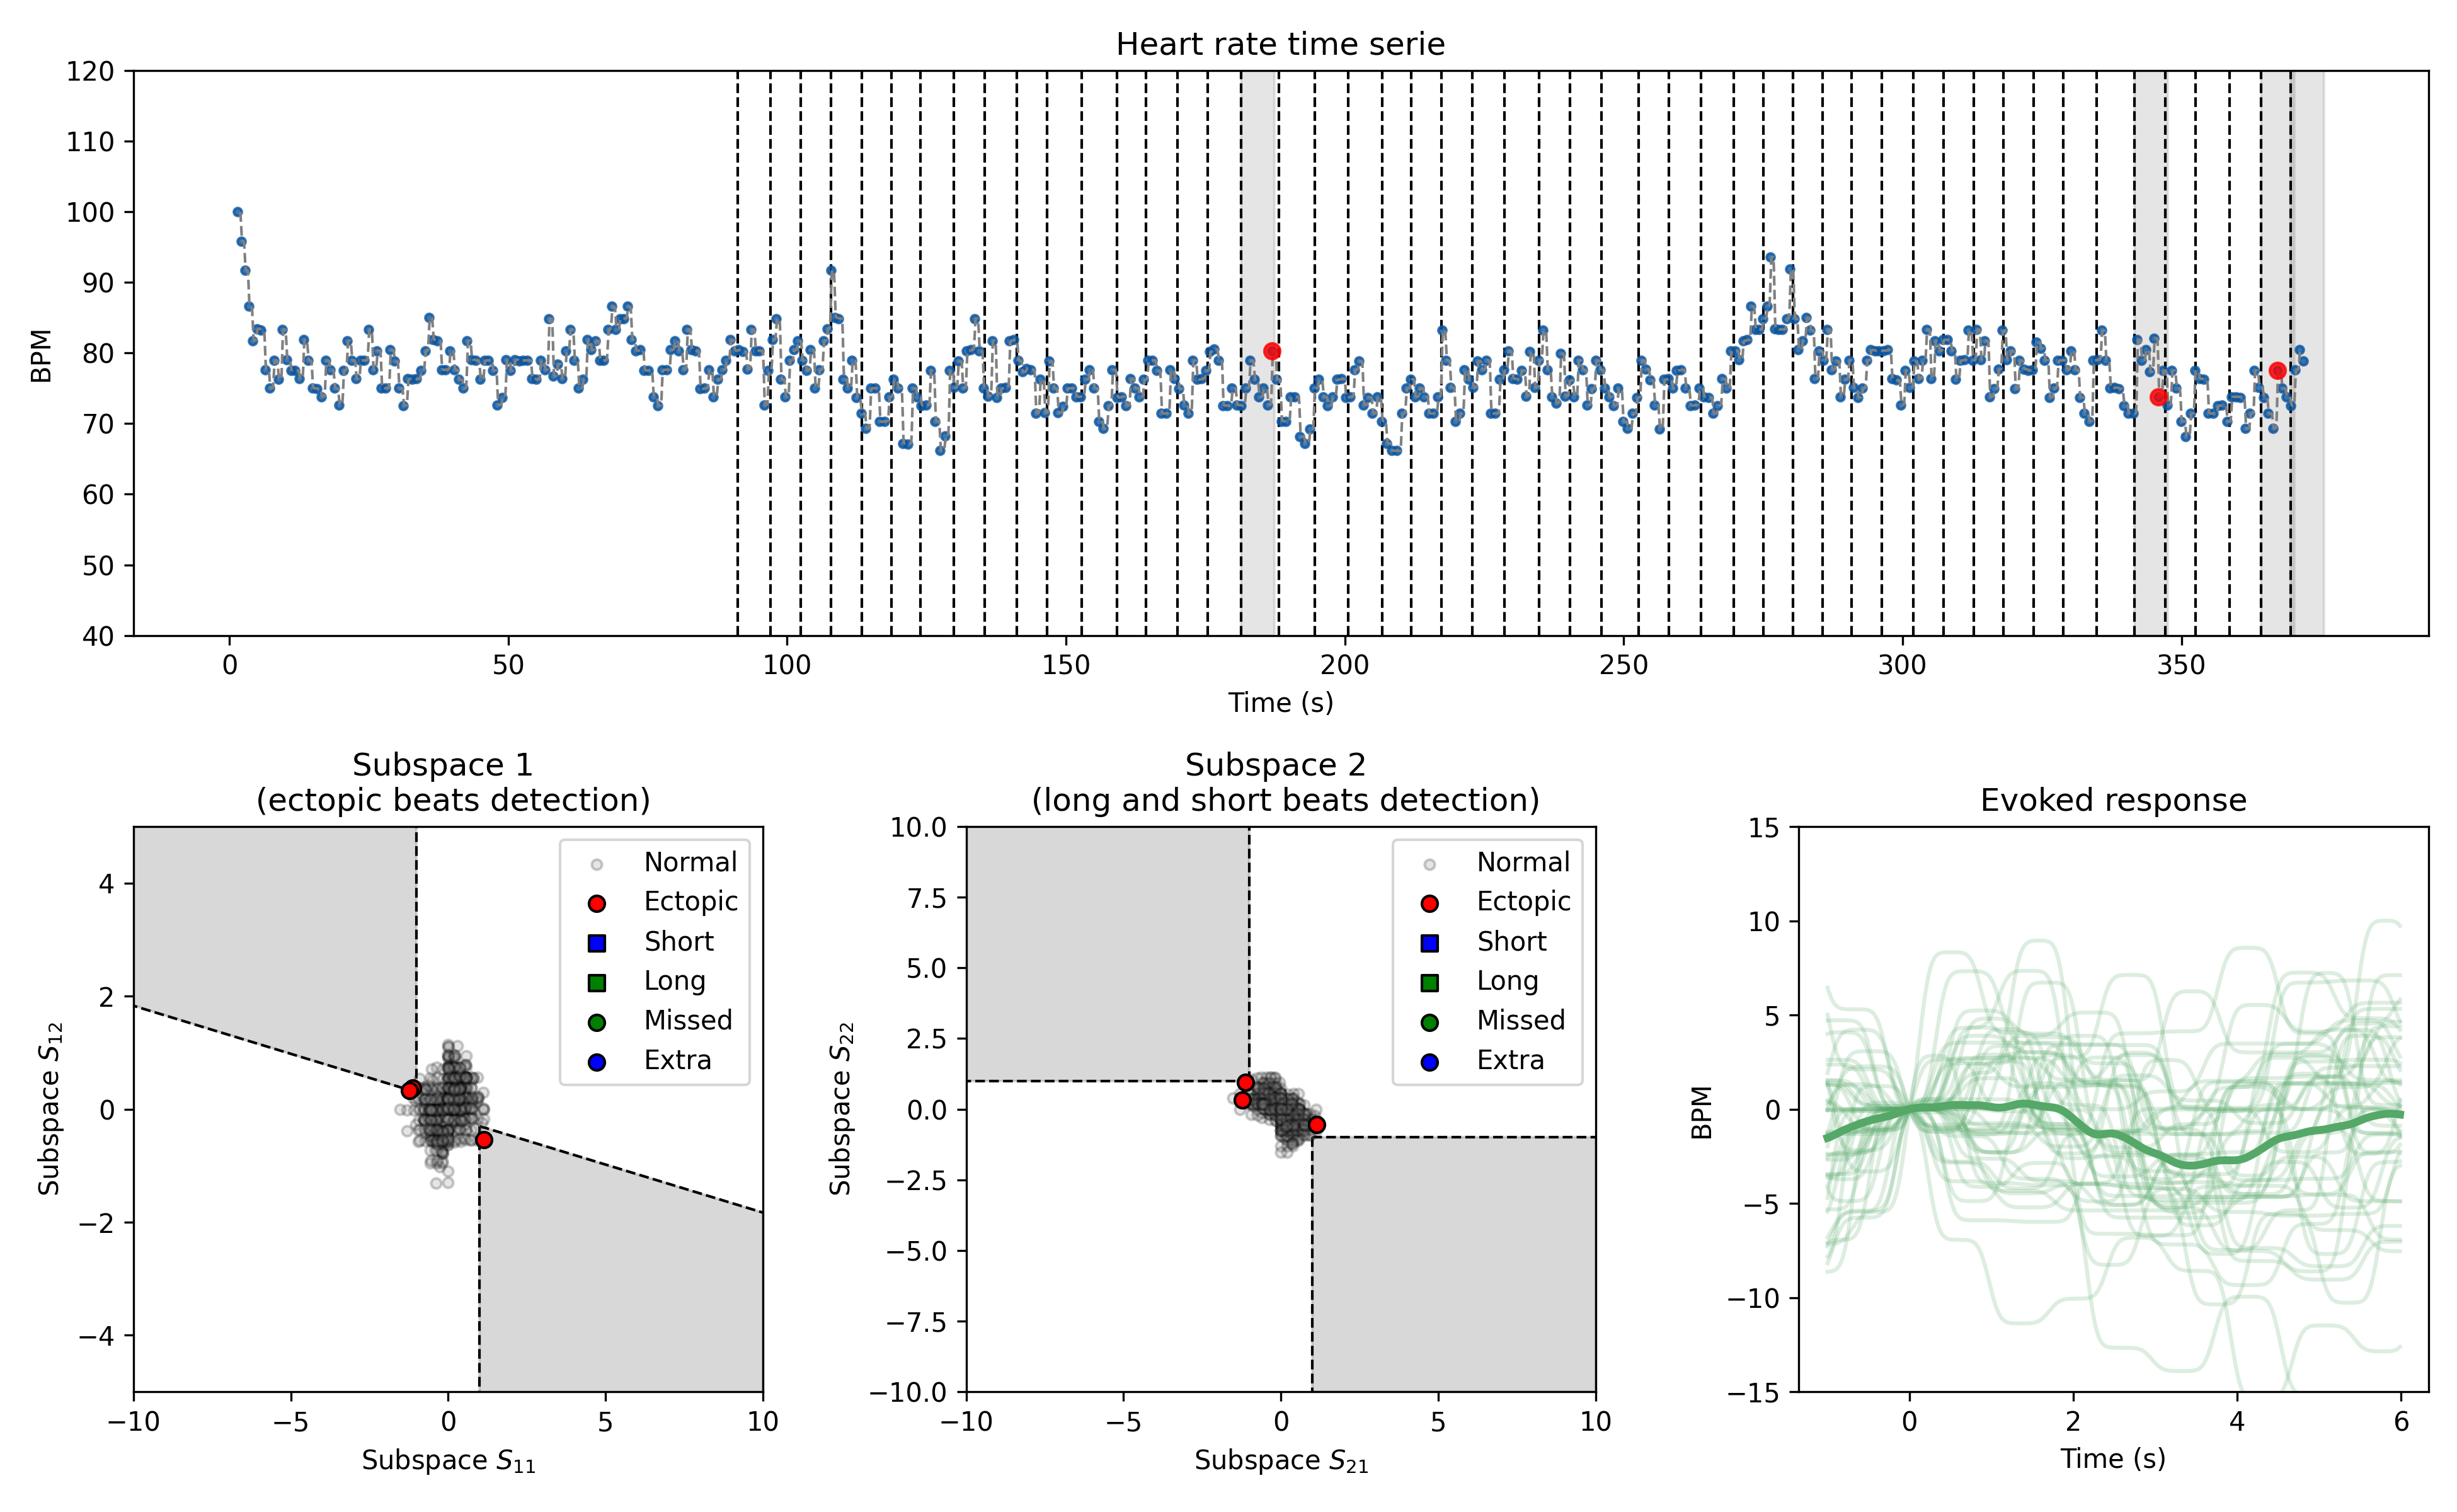 Heart rate time serie
BPM
120
110
100
90
80
70
60
50
40
0 50 100 150 200 250 300 350
Time (s)
Subspace 1
(ectopic beats detection)
Subspace S₁₂
4
2
0
−2
−4
−10 −5 0 5 10
Subspace S₁₁
Normal
Ectopic
Short
Long
Missed
Extra
Subspace 2
(long and short beats detection)
Subspace S₂₂
10.0
7.5
5.0
2.5
0.0
−2.5
−5.0
−7.5
−10.0
−10 −5 0 5 10
Subspace S₂₁
Normal
Ectopic
Short
Long
Missed
Extra
Evoked response
BPM
15
10
5
0
−5
−10
−15
0 2 4 6
Time (s)